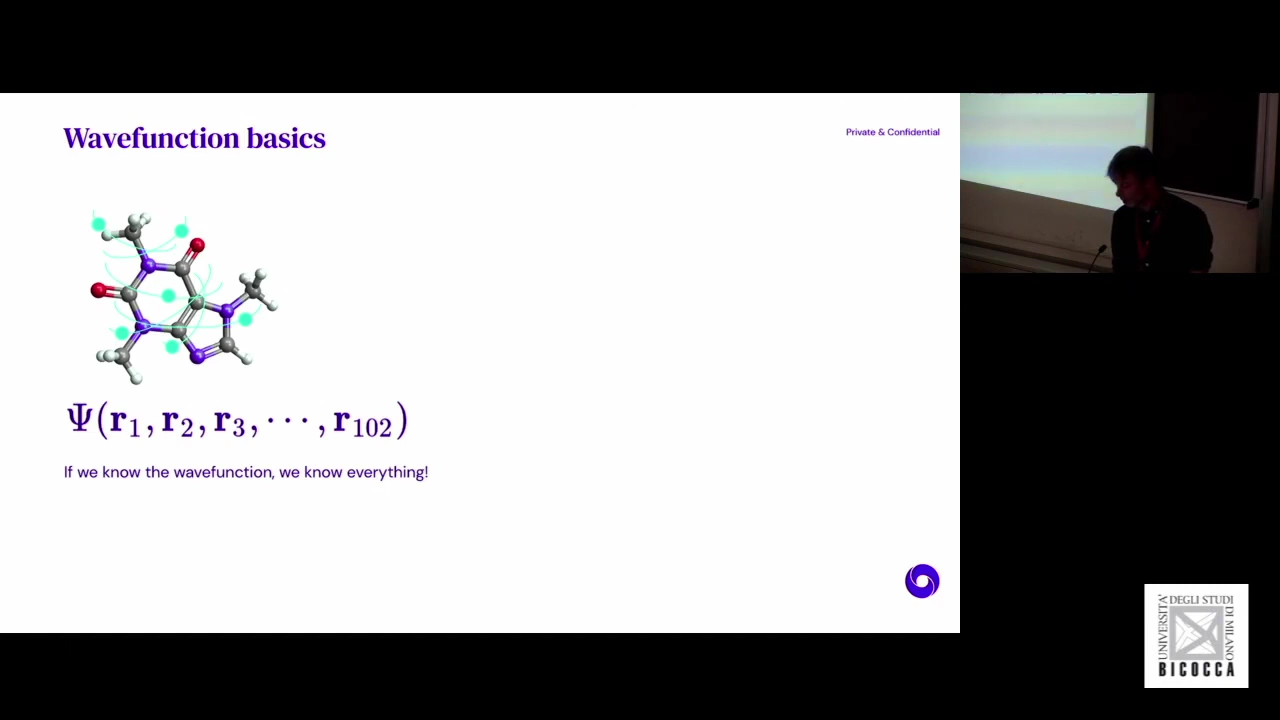 Wavefunction basics
Private & Confidential
Ψ(r₁, r₂, r₃, ⋯, r₁₀₂)
If we know the wavefunction, we know everything!
UNIVERSITA'
DEGLI STUDI
DI MILANO
BICOCCA